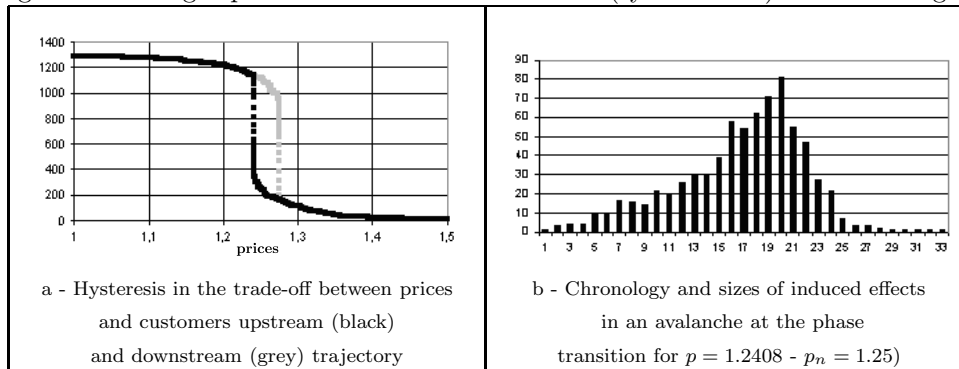 1400
1200
1000
800
600
400
200
0
1 1,1 1,2 1,3 1,4 1,5
prices
a - Hysteresis in the trade-off between prices
and customers upstream (black)
and downstream (grey) trajectory
90
80
70
60
50
40
30
20
10
0
1 3 5 7 9 11 13 15 17 19 21 23 25 27 29 31 33
b - Chronology and sizes of induced effects
in an avalanche at the phase
transition for p = 1.2408 - pₙ = 1.25)